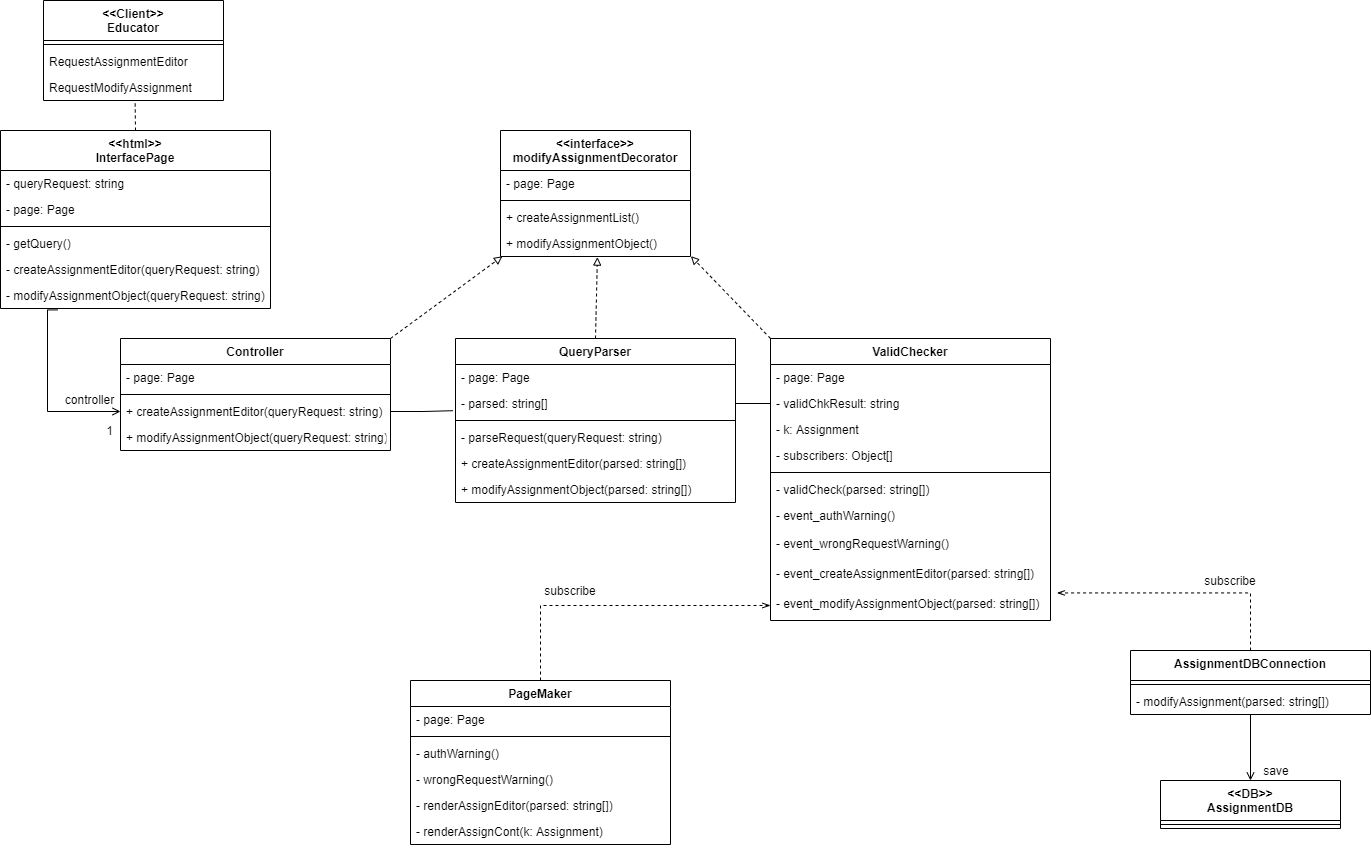 <<Client>>
Educator
RequestAssignmentEditor
RequestModifyAssignment
<<html>>
InterfacePage
- queryRequest: string
- page: Page
- getQuery()
- createAssignmentEditor(queryRequest: string)
- modifyAssignmentObject(queryRequest: string)
<<interface>>
modifyAssignmentDecorator
- page: Page
+ createAssignmentList()
+ modifyAssignmentObject()
controller
1
Controller
- page: Page
+ createAssignmentEditor(queryRequest: string)
+ modifyAssignmentObject(queryRequest: string)
QueryParser
- page: Page
- parsed: string[]
- parseRequest(queryRequest: string)
+ createAssignmentEditor(parsed: string[])
+ modifyAssignmentObject(parsed: string[])
ValidChecker
- page: Page
- validChkResult: string
- k: Assignment
- subscribers: Object[]
- validCheck(parsed: string[])
- event_authWarning()
- event_wrongRequestWarning()
- event_createAssignmentEditor(parsed: string[])
- event_modifyAssignmentObject(parsed: string[])
subscribe
subscribe
PageMaker
- page: Page
- authWarning()
- wrongRequestWarning()
- renderAssignEditor(parsed: string[])
- renderAssignCont(k: Assignment)
AssignmentDBConnection
- modifyAssignment(parsed: string[])
save
<<DB>>
AssignmentDB